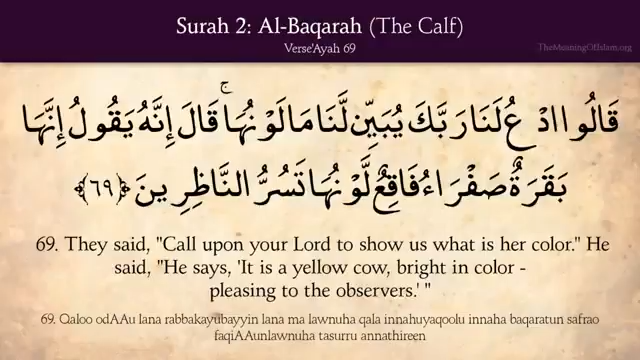 Surah 2: Al-Baqarah (The Calf)
Verse'Ayah 69
TheMeaningOfIslam.org
قَالُوا ادْعُ لَنَا رَبَّكَ يُبَيِّن لَّنَا مَا لَوْنُهَا ۚ قَالَ إِنَّهُ يَقُولُ إِنَّهَا
بَقَرَةٌ صَفْرَاءُ فَاقِعٌ لَّوْنُهَا تَسُرُّ النَّاظِرِينَ ﴿٦٩﴾
69. They said, "Call upon your Lord to show us what is her color." He
said, "He says, 'It is a yellow cow, bright in color -
pleasing to the observers.' "
69. Qaloo odAAu lana rabbakayubayyin lana ma lawnuha qala innahuyaqoolu innaha baqaratun safrao
faqiAAunlawnuha tasurru annathireen